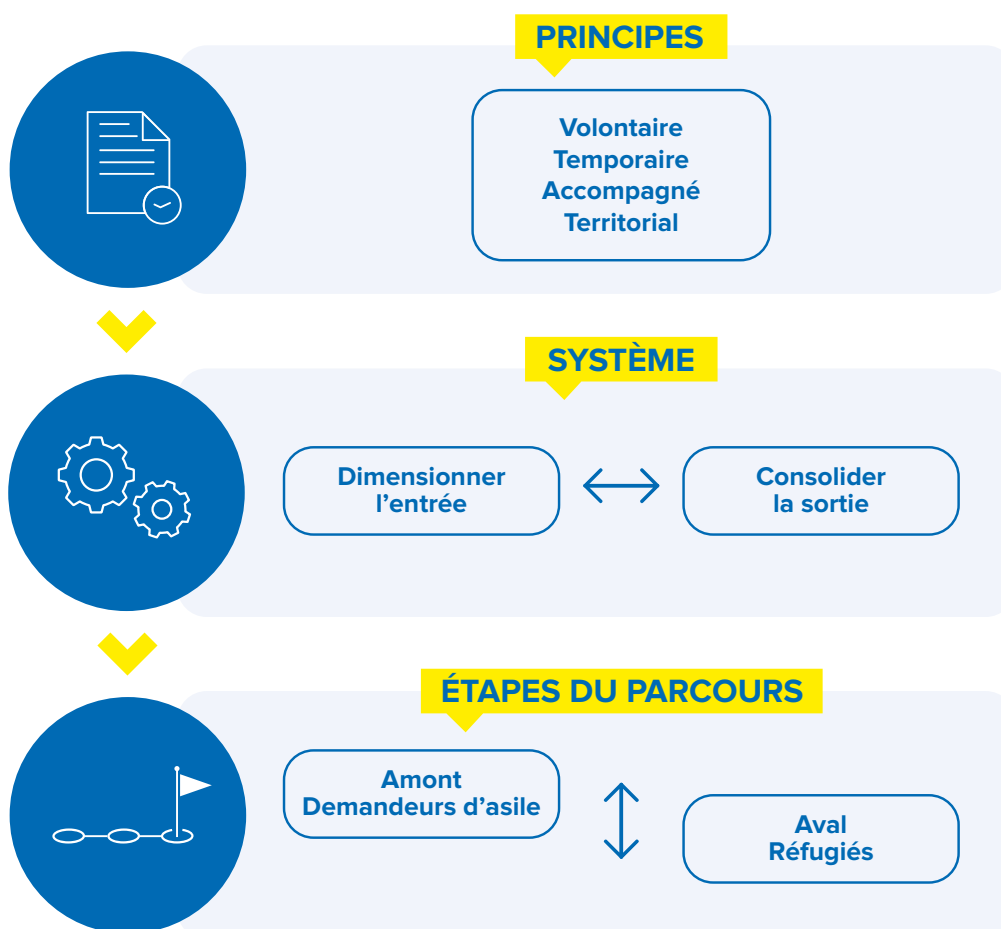 PRINCIPES
Volontaire
Temporaire
Accompagné
Territorial
SYSTÈME
Dimensionner
l’entrée
Consolider
la sortie
ÉTAPES DU PARCOURS
Amont
Demandeurs d’asile
Aval
Réfugiés